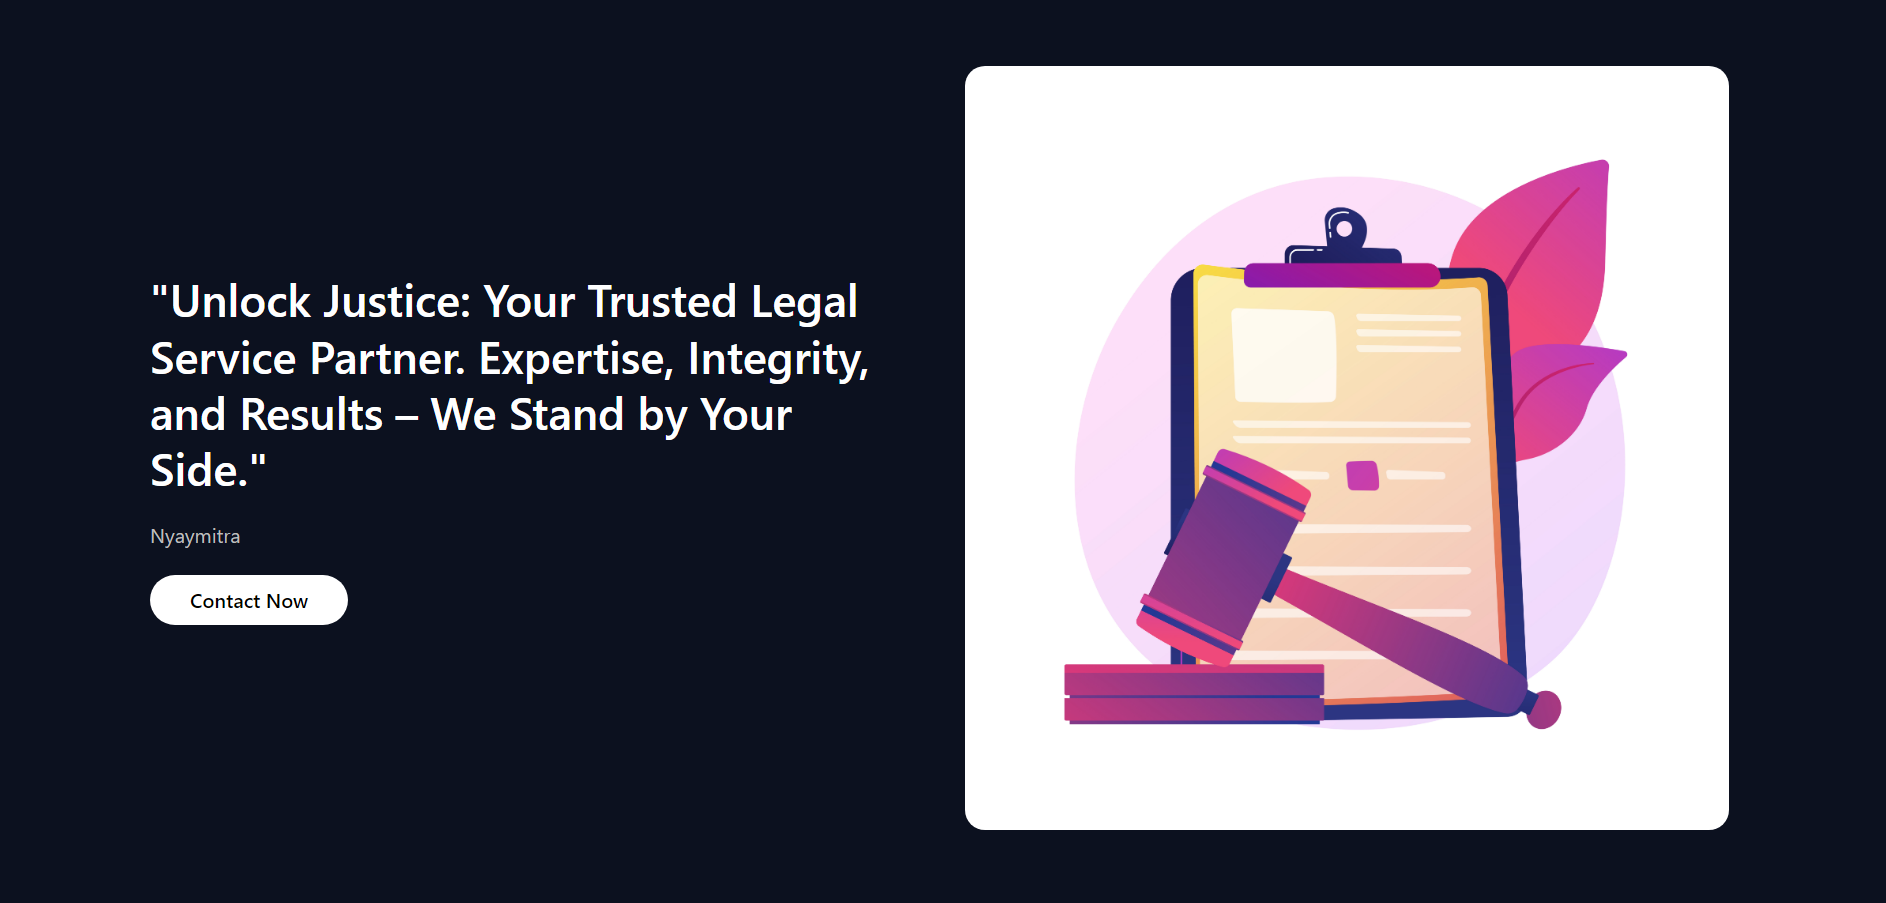 "Unlock Justice: Your Trusted Legal
Service Partner. Expertise, Integrity,
and Results – We Stand by Your
Side."
Nyaymitra
Contact Now